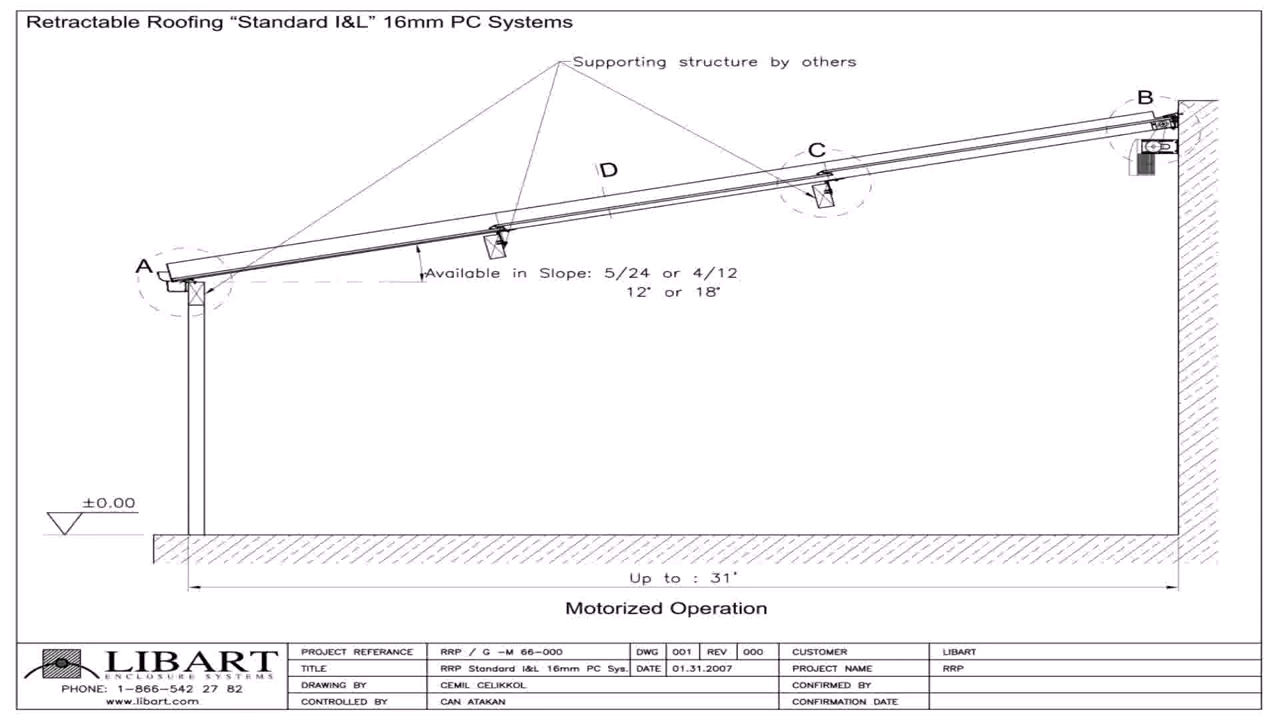 Retractable Roofing “Standard I&L” 16mm PC Systems
Supporting structure by others
B
C
D
A
Available in Slope: 5/24 or 4/12
12° or 18°
±0.00
Up to : 31'
Motorized Operation
LIBART
ENCLOSURE SYSTEMS
PHONE: 1-866-542 27 82
www.libart.com
PROJECT REFERANCE RRP / G -M 66-000 DWG 001 REV 000 CUSTOMER LIBART
TITLE RRP Standard I&L 16mm PC Sys. DATE 01.31.2007 PROJECT NAME RRP
DRAWING BY CEMIL CELIKKOL CONFIRMED BY
CONTROLLED BY CAN ATAKAN CONFIRMATION DATE